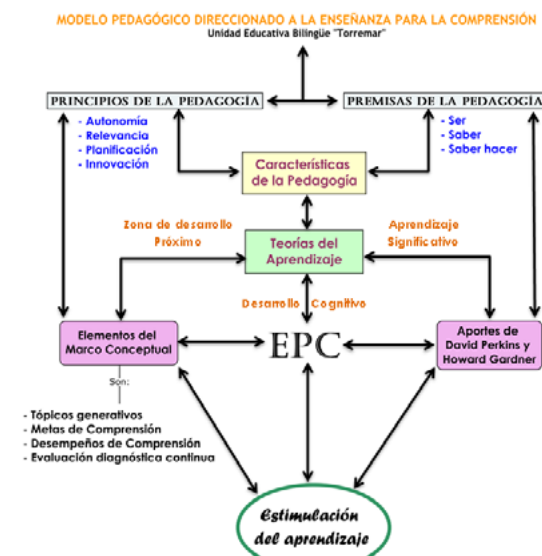 MODELO PEDAGÓGICO DIRECCIONADO A LA ENSEÑANZA PARA LA COMPRENSIÓN
Unidad Educativa Bilingüe "Torremar"
PRINCIPIOS DE LA PEDAGOGÍA
PREMISAS DE LA PEDAGOGÍA
- Autonomía
- Relevancia
- Planificación
- Innovación
- Ser
- Saber
- Saber hacer
Características
de la Pedagogía
Zona de desarrollo
Próximo
Aprendizaje
Significativo
Teorías del
Aprendizaje
Desarrollo Cognitivo
Elementos del
Marco Conceptual
EPC
Aportes de
David Perkins y
Howard Gardner
Son:
- Tópicos generativos
- Metas de Comprensión
- Desempeños de Comprensión
- Evaluación diagnóstica continua
Estimulación
del aprendizaje